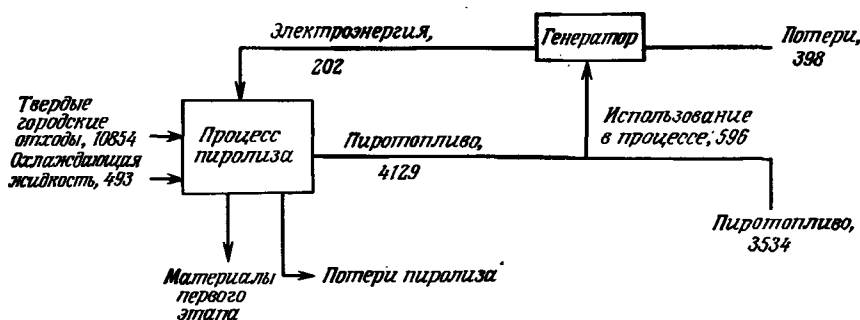 Электроэнергия,
202
Генератор
Потери,
398
Твердые
городские
отходы, 10854
Охлаждающая
жидкость, 493
Процесс
пиролиза
Пиротопливо,
4129
Использование
в процессе, 596
Пиротопливо,
3534
Материалы
первого
этапа
Потери пиролиза